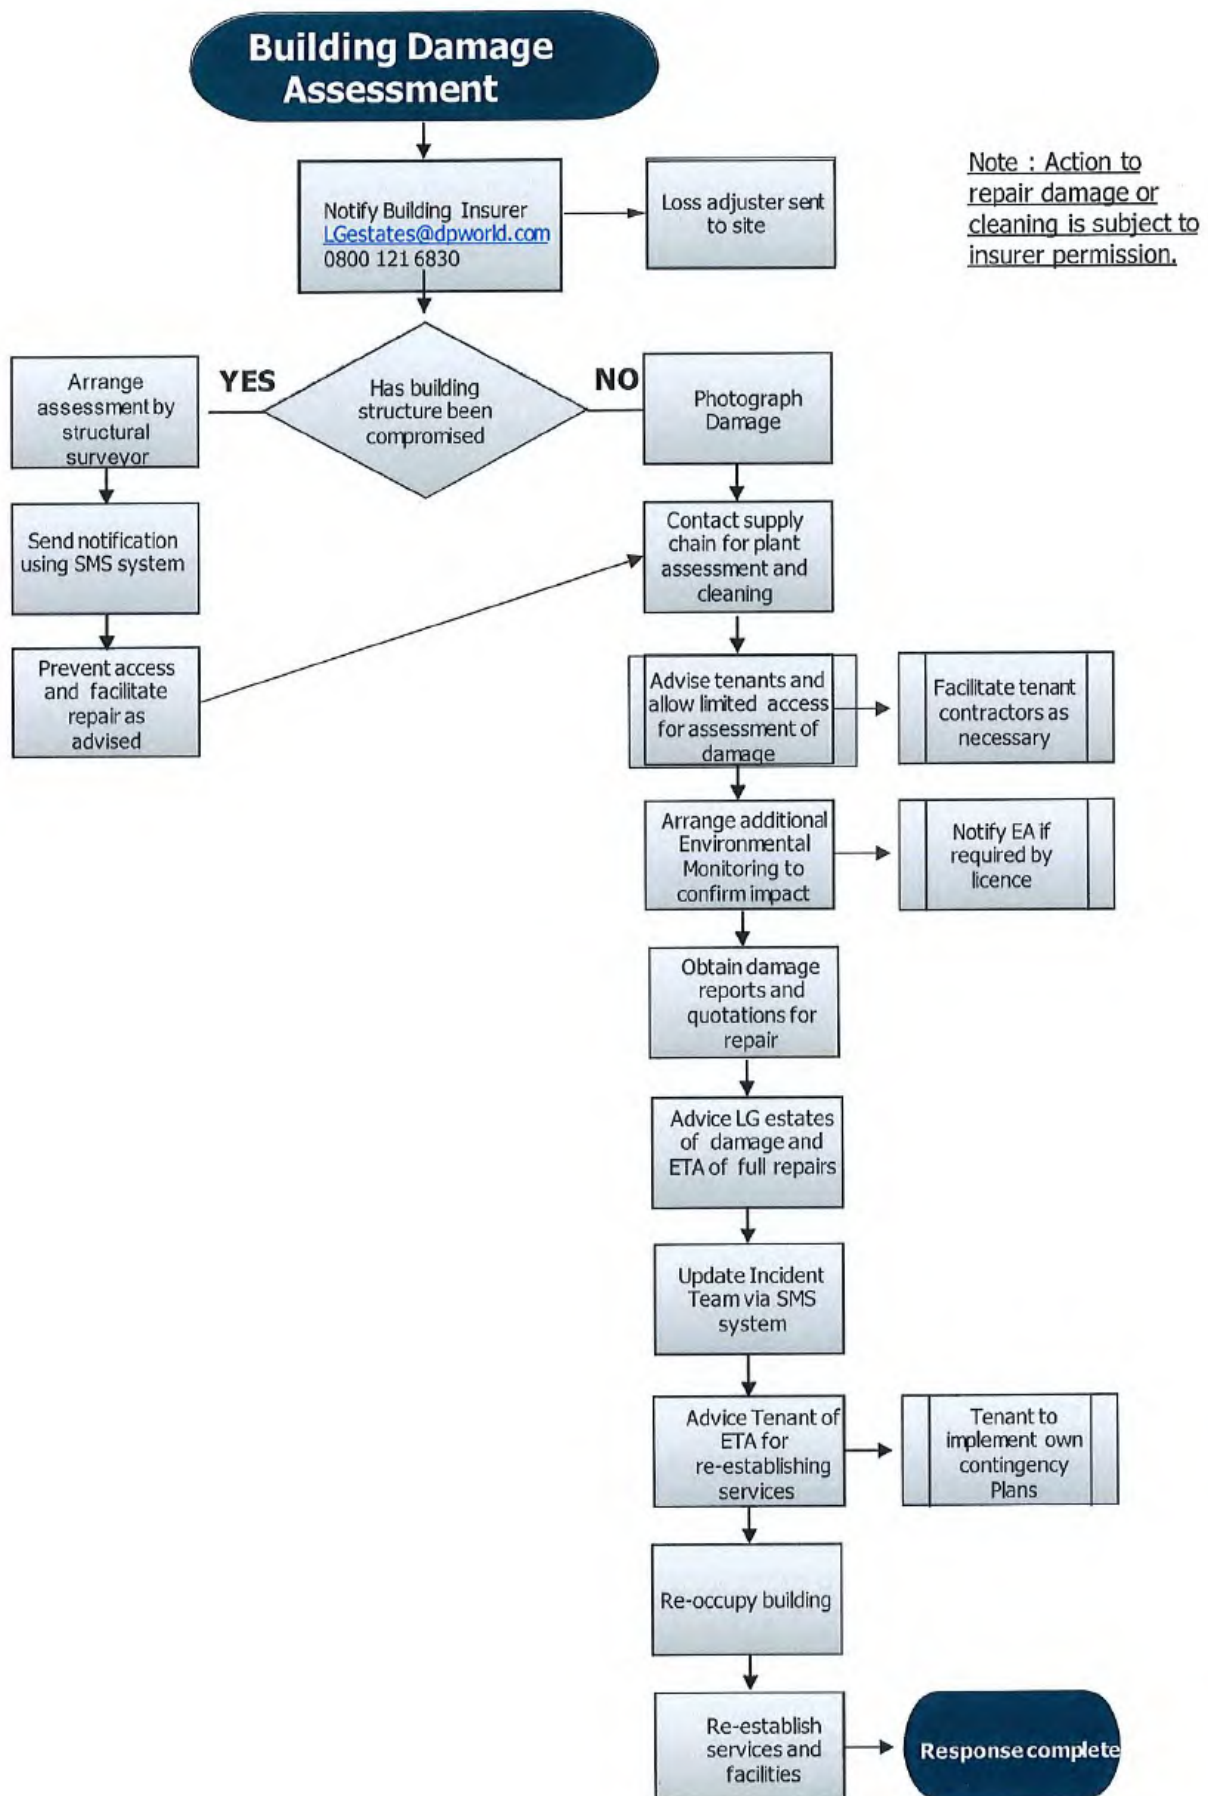 Building Damage
Assessment
Notify Building Insurer
LGestates@dpworld.com
0800 121 6830
Loss adjuster sent
to site
Note : Action to
repair damage or
cleaning is subject to
insurer permission.
Has building
structure been
compromised
YES
NO
Arrange
assessment by
structural
surveyor
Send notification
using SMS system
Prevent access
and facilitate
repair as
advised
Photograph
Damage
Contact supply
chain for plant
assessment and
cleaning
Advise tenants and
allow limited access
for assessment of
damage
Facilitate tenant
contractors as
necessary
Arrange additional
Environmental
Monitoring to
confirm impact
Notify EA if
required by
licence
Obtain damage
reports and
quotations for
repair
Advice LG estates
of damage and
ETA of full repairs
Update Incident
Team via SMS
system
Advice Tenant of
ETA for
re-establishing
services
Tenant to
implement own
contingency
Plans
Re-occupy building
Re-establish
services and
facilities
Response complete